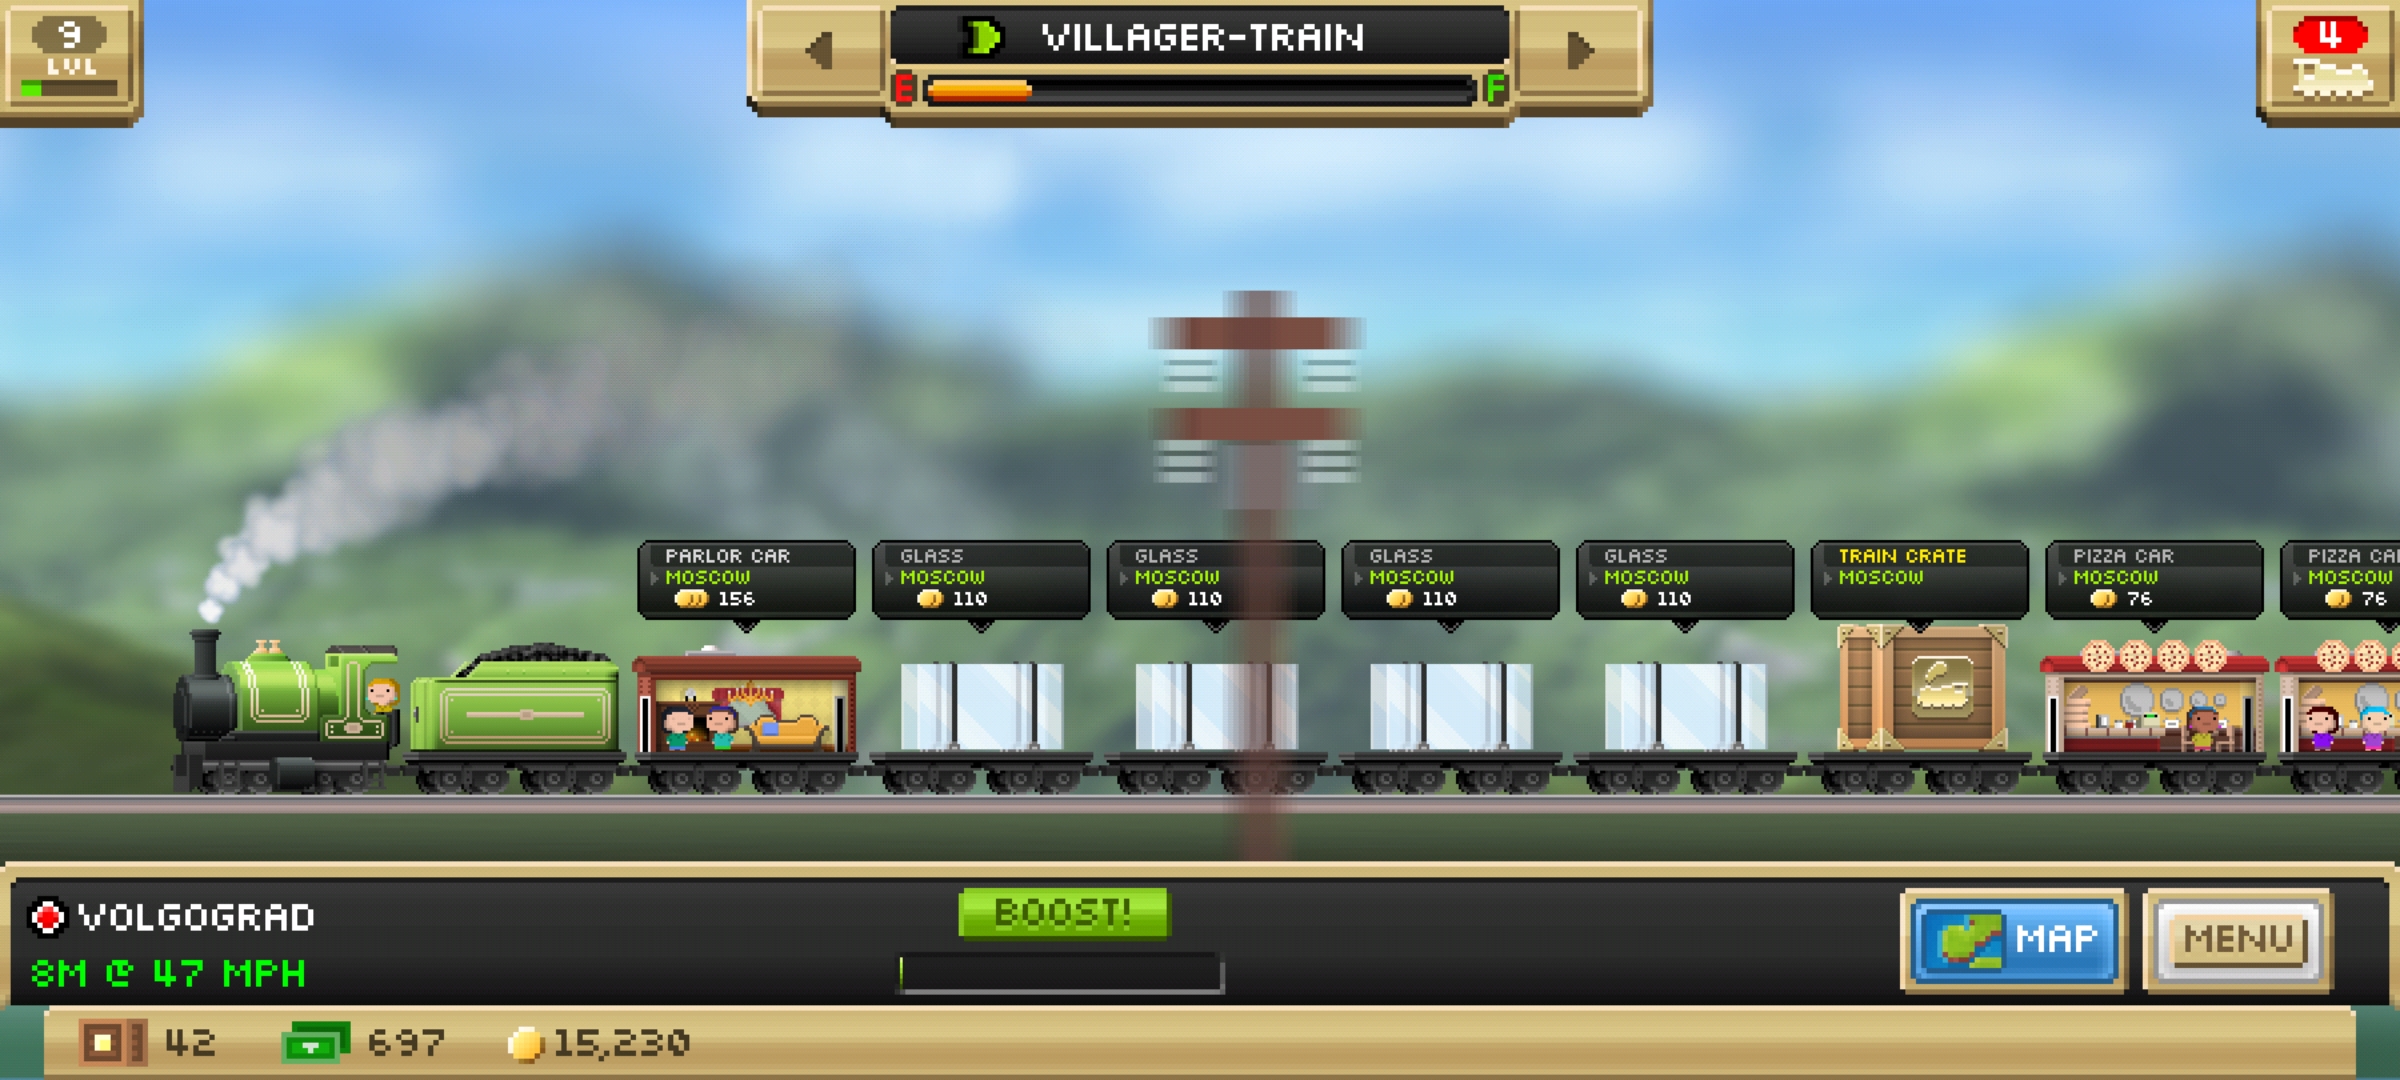 9
LVL
VILLAGER-TRAIN
E F
4
PARLOR CAR
MOSCOW
156
GLASS
MOSCOW
110
GLASS
MOSCOW
110
GLASS
MOSCOW
110
GLASS
MOSCOW
110
TRAIN CRATE
MOSCOW
PIZZA CAR
MOSCOW
76
PIZZA CA
MOSCOW
76
VOLGOGRAD
8M @ 47 MPH
BOOST!
MAP
MENU
42
697
15,230